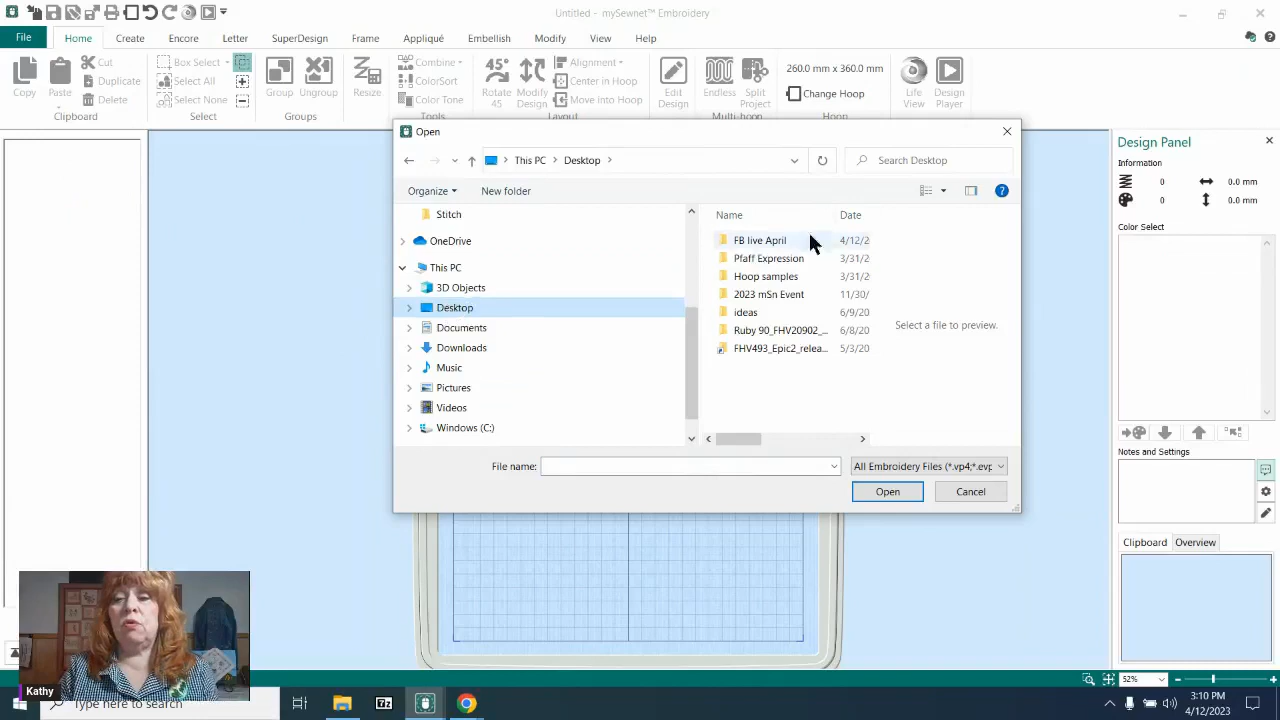 Untitled - mySewnet™ Embroidery
File Home Create Encore Letter SuperDesign Frame Appliqué Embellish Modify View Help
Copy Paste Cut Duplicate Delete Clipboard
Box Select Select All Select None Select
Group Ungroup Groups
Resize Combine ColorSort Color Tone Tools
45 Rotate 45 Modify Design Alignment Center in Hoop Move Into Hoop Layout
Edit Design
Endless Split Project Multi-hoop
260.0 mm x 360.0 mm Change Hoop Hoop
Life View Design Player
Open
This PC Desktop
Search Desktop
Organize New folder
Stitch
OneDrive
This PC
3D Objects
Desktop
Documents
Downloads
Music
Pictures
Videos
Windows (C:)
Name Date
FB live April 4/12/2
Pfaff Expression 3/31/2
Hoop samples 3/31/2
2023 mSn Event 11/30/
ideas 6/9/20
Ruby 90_FHV20902_... 6/8/20
FHV493_Epic2_relea... 5/3/20
Select a file to preview.
File name: All Embroidery Files (*.vp4;*.evp
Open Cancel
Design Panel
Information
0 0.0 mm
0 0.0 mm
Color Select
Notes and Settings
Clipboard Overview
52%
Kathy
Type here to search
7z
3:10 PM
4/12/2023